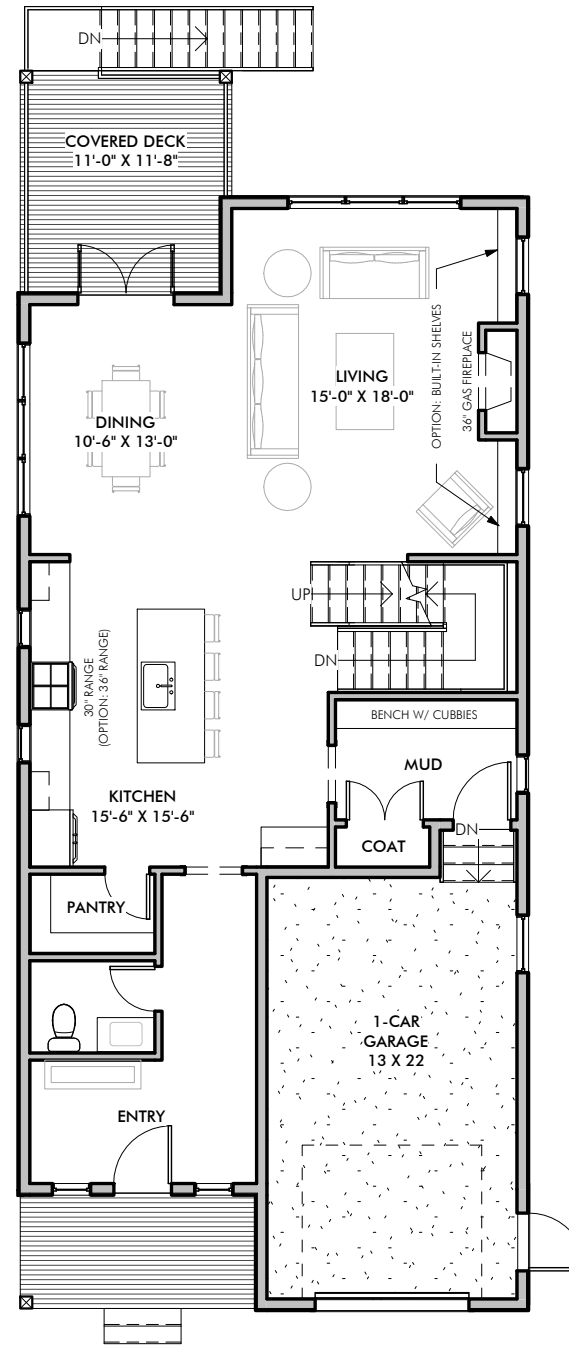 DN
COVERED DECK
11'-0" X 11'-8"
LIVING
15'-0" X 18'-0"
OPTION: BUILT-IN SHELVES
36" GAS FIREPLACE
DINING
10'-6" X 13'-0"
UP
DN
30" RANGE
(OPTION: 36" RANGE)
BENCH W/ CUBBIES
MUD
KITCHEN
15'-6" X 15'-6"
COAT
DN
PANTRY
1-CAR
GARAGE
13 X 22
ENTRY